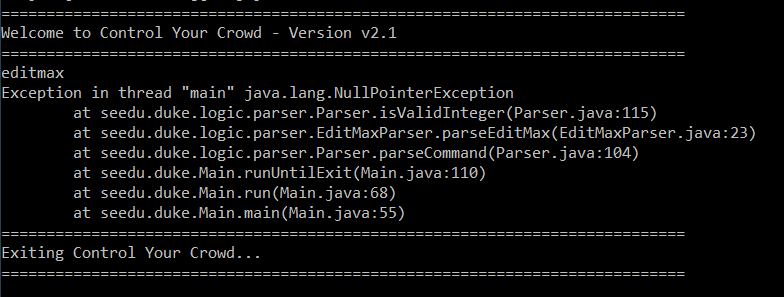 =====================================================================
Welcome to Control Your Crowd - Version v2.1
=====================================================================
editmax
Exception in thread "main" java.lang.NullPointerException
        at seedu.duke.logic.parser.Parser.isValidInteger(Parser.java:115)
        at seedu.duke.logic.parser.EditMaxParser.parseEditMax(EditMaxParser.java:23)
        at seedu.duke.logic.parser.Parser.parseCommand(Parser.java:104)
        at seedu.duke.Main.runUntilExit(Main.java:110)
        at seedu.duke.Main.run(Main.java:68)
        at seedu.duke.Main.main(Main.java:55)
=====================================================================
Exiting Control Your Crowd...
=====================================================================